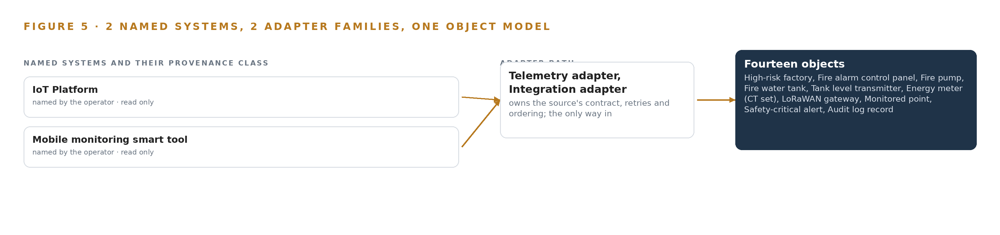 FIGURE 5 · 2 NAMED SYSTEMS, 2 ADAPTER FAMILIES, ONE OBJECT MODEL
NAMED SYSTEMS AND THEIR PROVENANCE CLASS
IoT Platform
named by the operator · read only
Mobile monitoring smart tool
named by the operator · read only
ADAPTER PATH
Telemetry adapter,
Integration adapter
owns the source's contract, retries and
ordering; the only way in
Fourteen objects
High-risk factory, Fire alarm control panel, Fire pump,
Fire water tank, Tank level transmitter, Energy meter
(CT set), LoRaWAN gateway, Monitored point,
Safety-critical alert, Audit log record